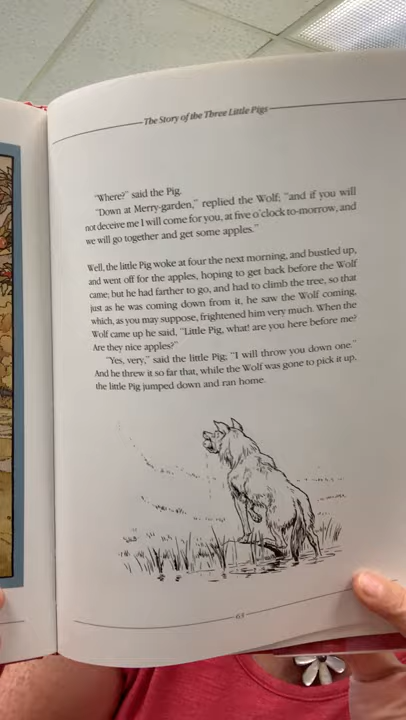 The Story of the Three Little Pigs
"Where?" said the Pig.
"Down at Merry-garden," replied the Wolf; "and if you will
not deceive me I will come for you, at five o'clock to-morrow, and
we will go together and get some apples."
Well, the little Pig woke at four the next morning, and bustled up,
and went off for the apples, hoping to get back before the Wolf
came; but he had farther to go, and had to climb the tree, so that
just as he was coming down from it, he saw the Wolf coming,
which, as you may suppose, frightened him very much. When the
Wolf came up he said, "Little Pig, what! are you here before me?
Are they nice apples?"
"Yes, very," said the little Pig; "I will throw you down one."
And he threw it so far that, while the Wolf was gone to pick it up,
the little Pig jumped down and ran home.
63